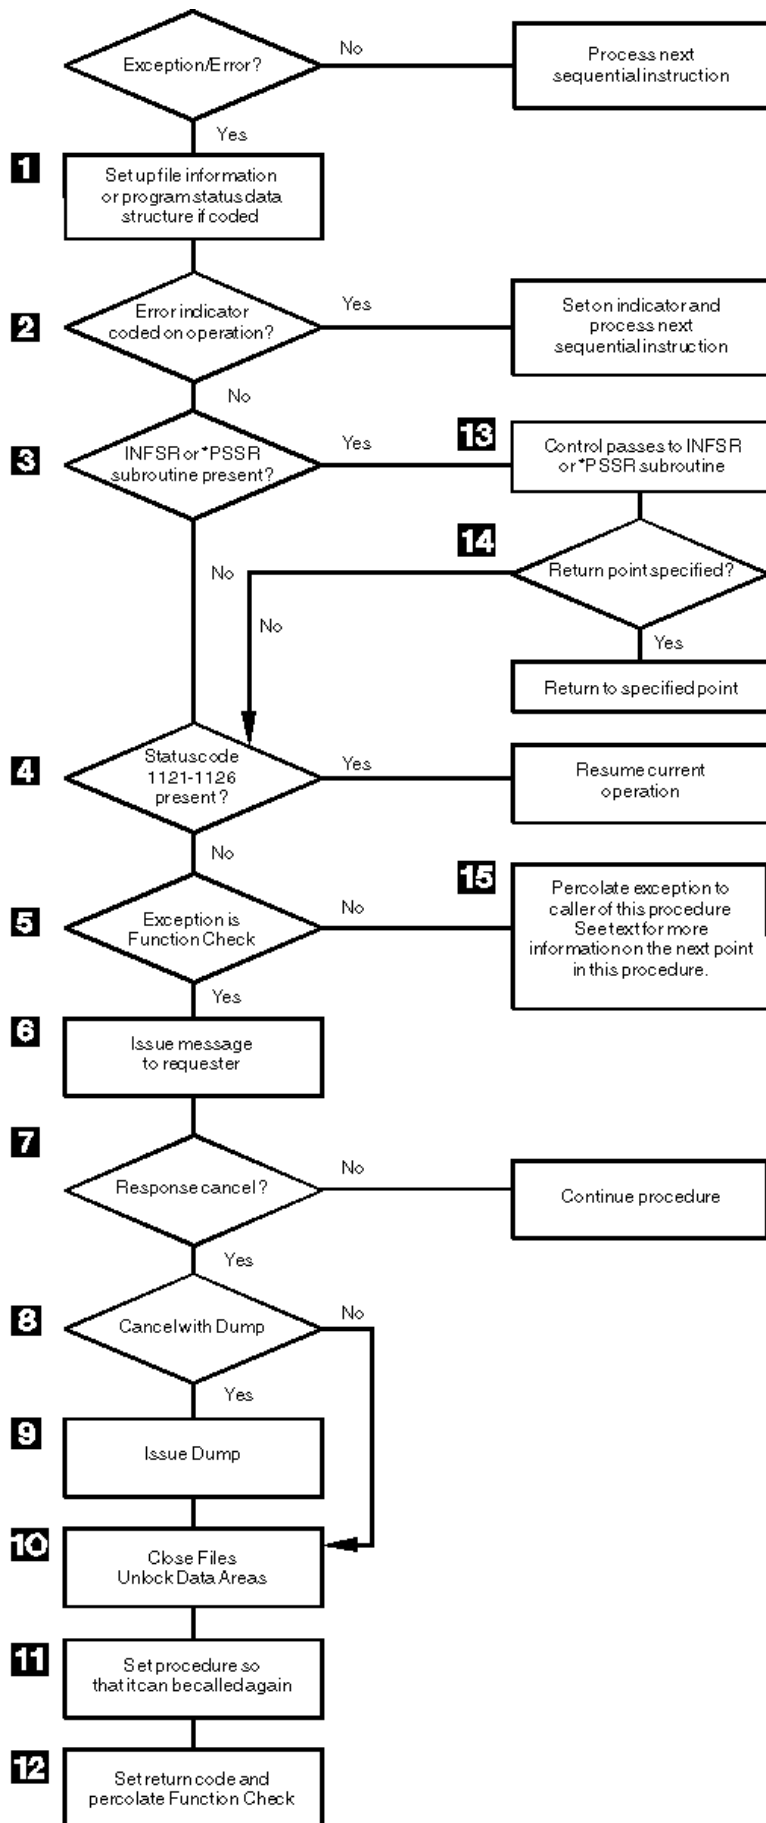 Exception/Error?
No
Process next
sequential instruction
Yes
1
Set up file information
or program status data
structure if coded
2
Error indicator
coded on operation?
Yes
Set on indicator and
process next
sequential instruction
No
3
INFSR or *PSSR
subroutine present?
Yes
13
Control passes to INFSR
or *PSSR subroutine
14
Return point specified?
No
No
Yes
Return to specified point
4
Status code
1121-1126
present?
Yes
Resume current
operation
No
5
Exception is
Function Check
No
15
Percolate exception to
caller of this procedure
See text for more
information on the next point
in this procedure.
Yes
6
Issue message
to requester
7
Response cancel?
No
Continue procedure
Yes
8
Cancel with Dump
No
Yes
9
Issue Dump
10
Close Files
Unlock Data Areas
11
Set procedure so
that it can be called again
12
Set return code and
percolate Function Check